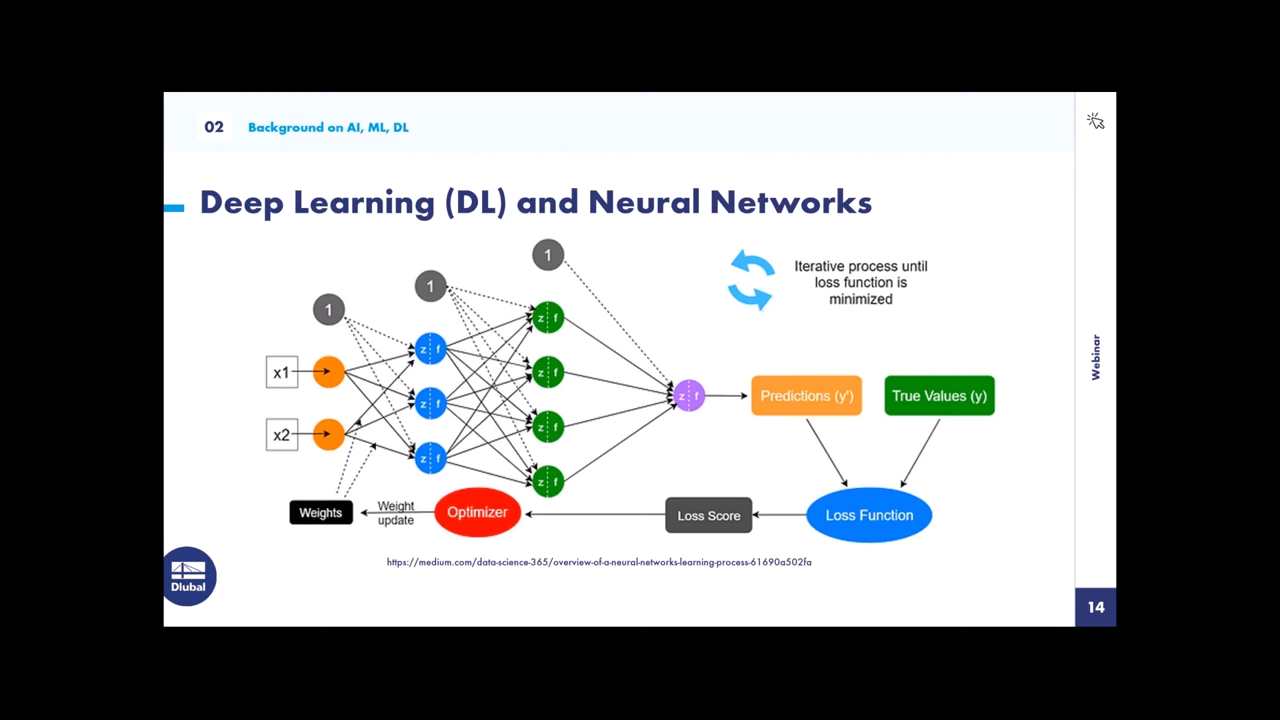 02
Background on AI, ML, DL
Deep Learning (DL) and Neural Networks
1
1
1
Iterative process until
loss function is
minimized
z f
z f
z f
x1
z f
z f
z f
Predictions (y')
True Values (y)
x2
z f
z f
z f
Weights
Weight
update
Optimizer
Loss Score
Loss Function
https://medium.com/data-science-365/overview-of-a-neural-networks-learning-process-61690a502fa
Dlubal
Webinar
14